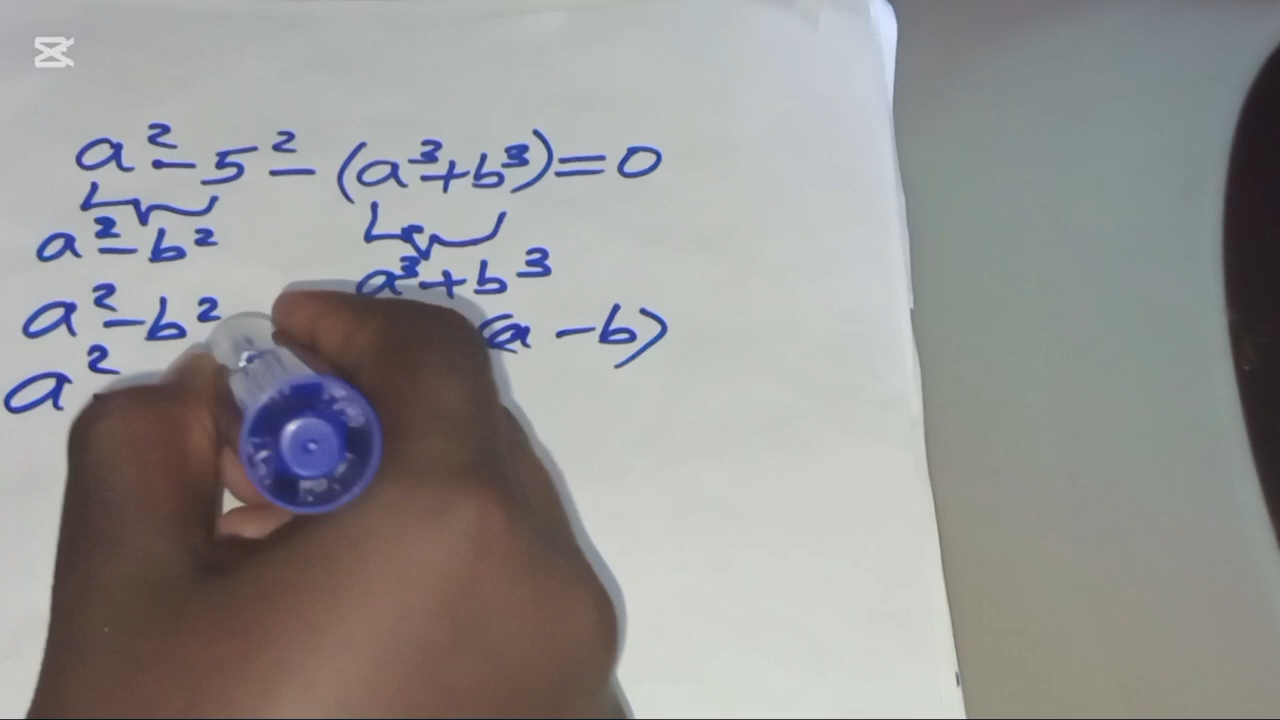 a²-5²-(a³+b³)=0
a²-b² a³+b³
a²-b² (a-b)
a²